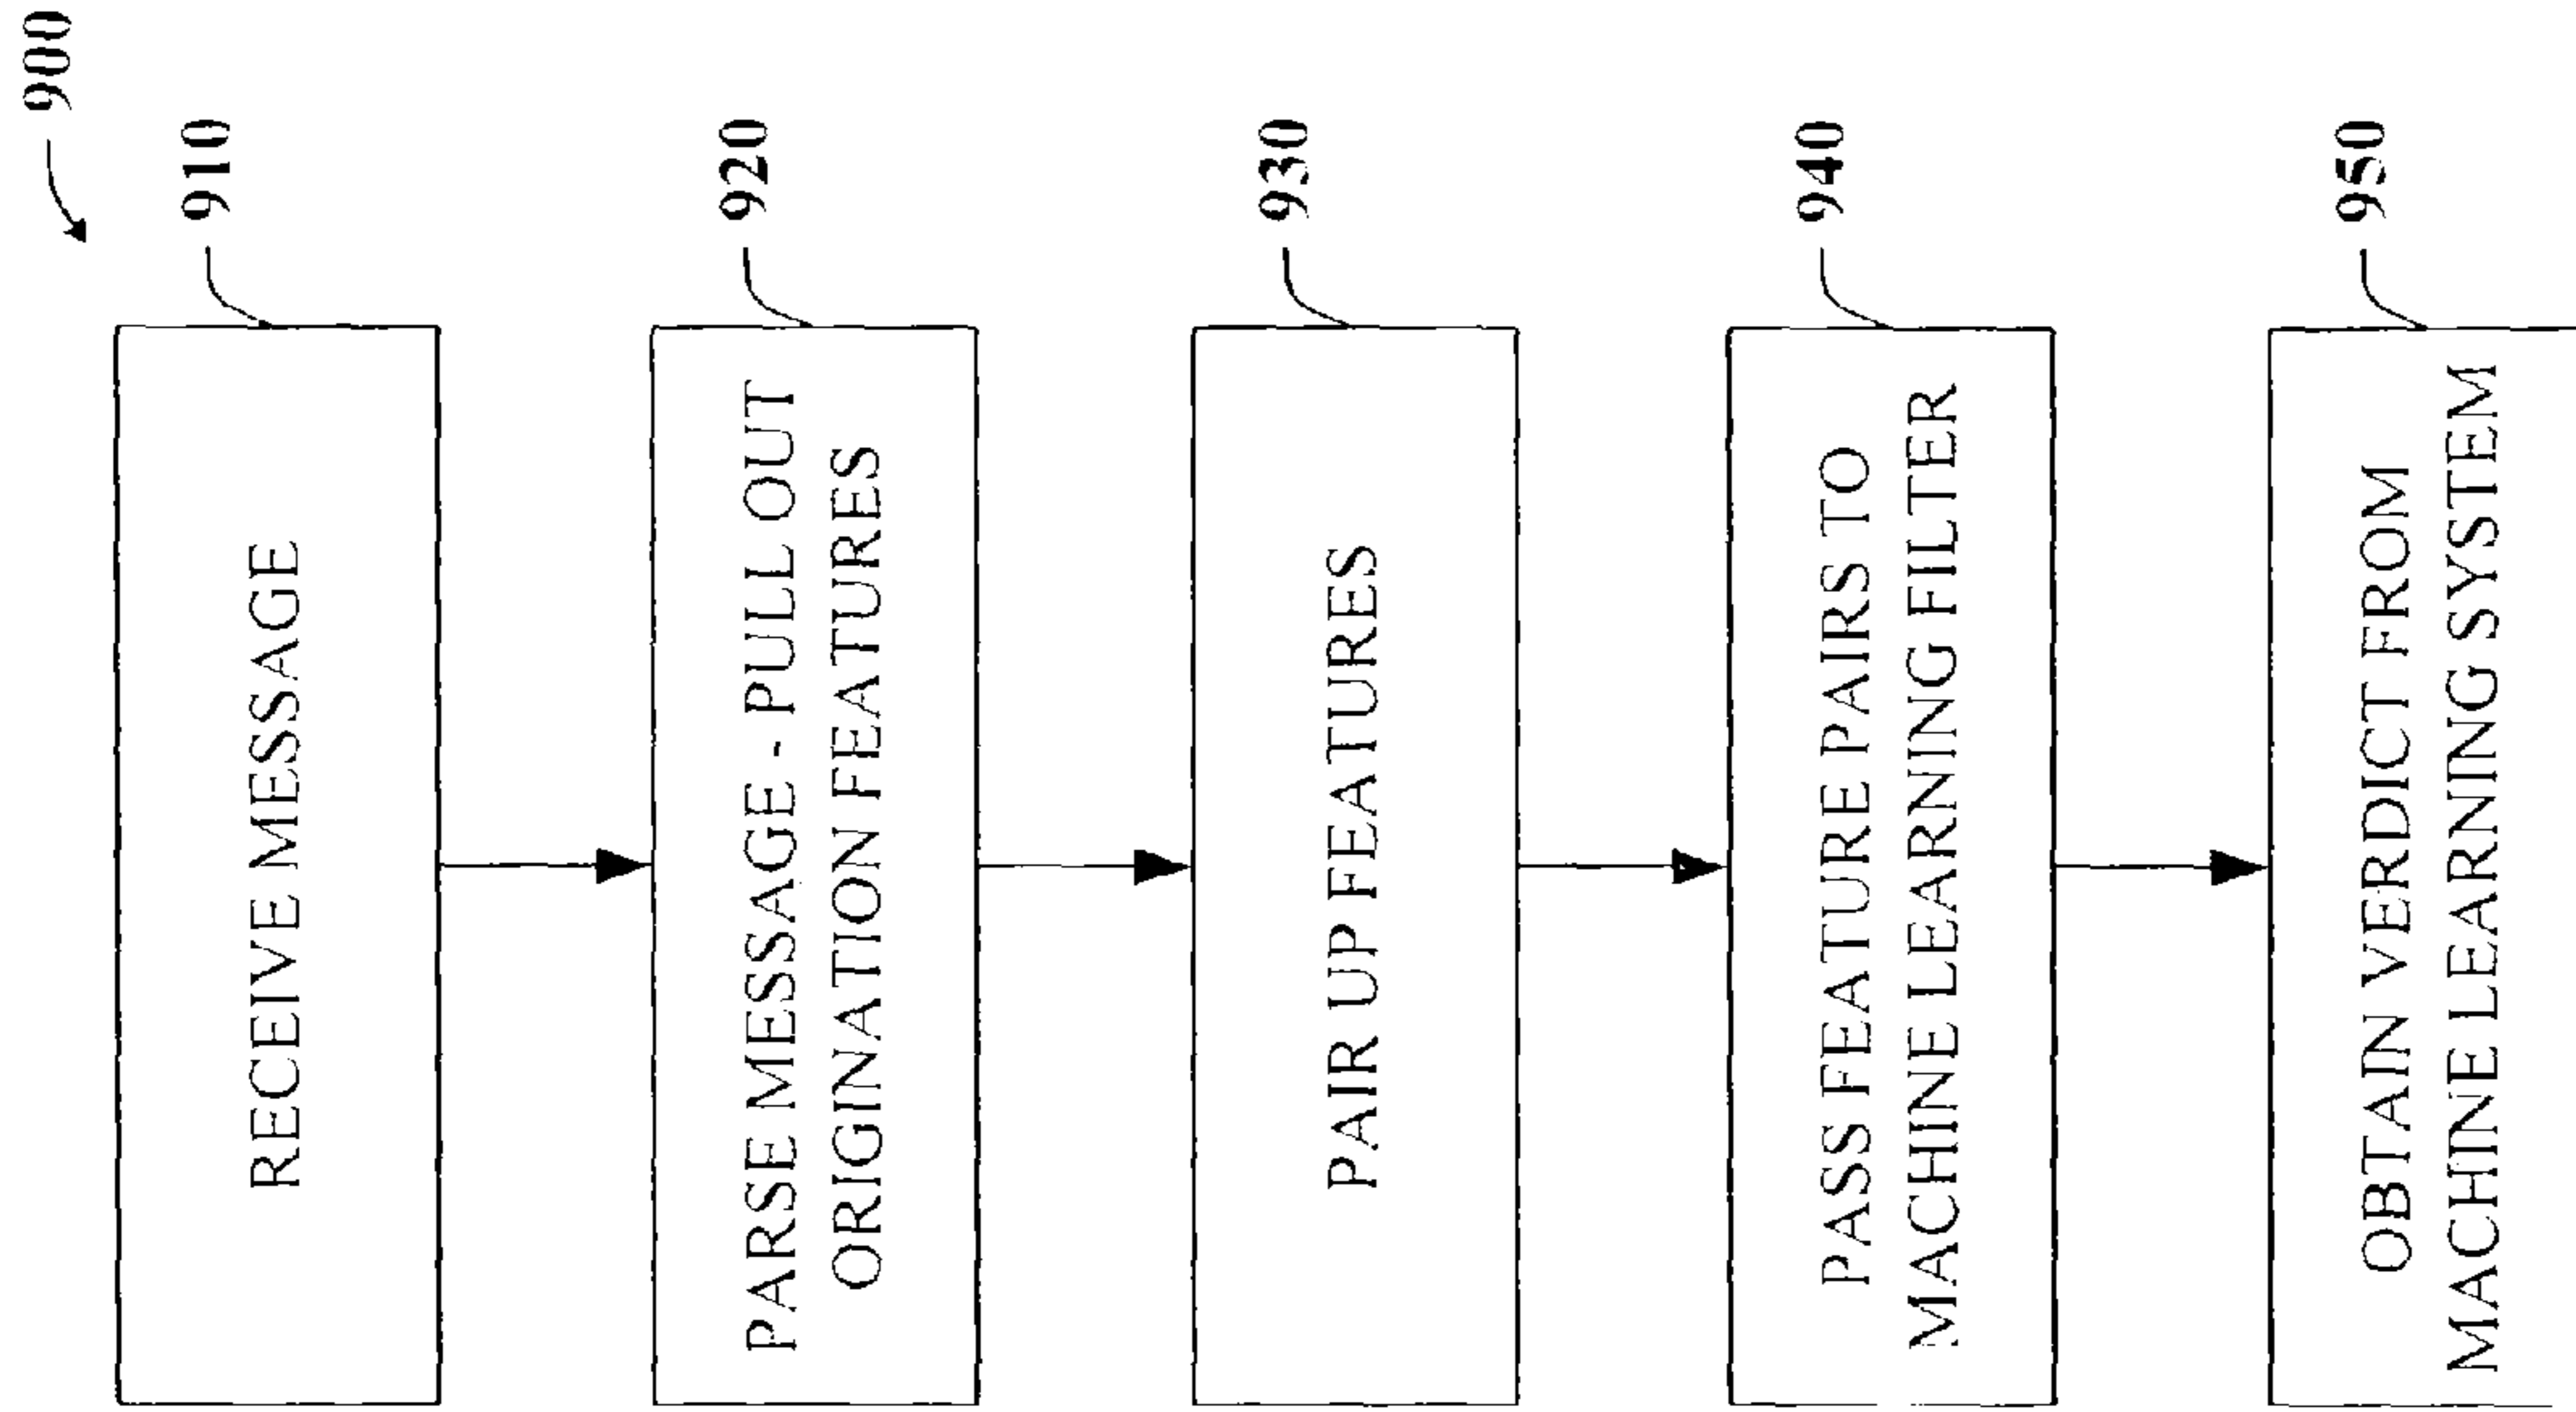 900
910
RECEIVE MESSAGE
920
PARSE MESSAGE - PULL OUT
ORIGINATION FEATURES
930
PAIR UP FEATURES
940
PASS FEATURE PAIRS TO
MACHINE LEARNING FILTER
950
OBTAIN VERDICT FROM
MACHINE LEARNING SYSTEM